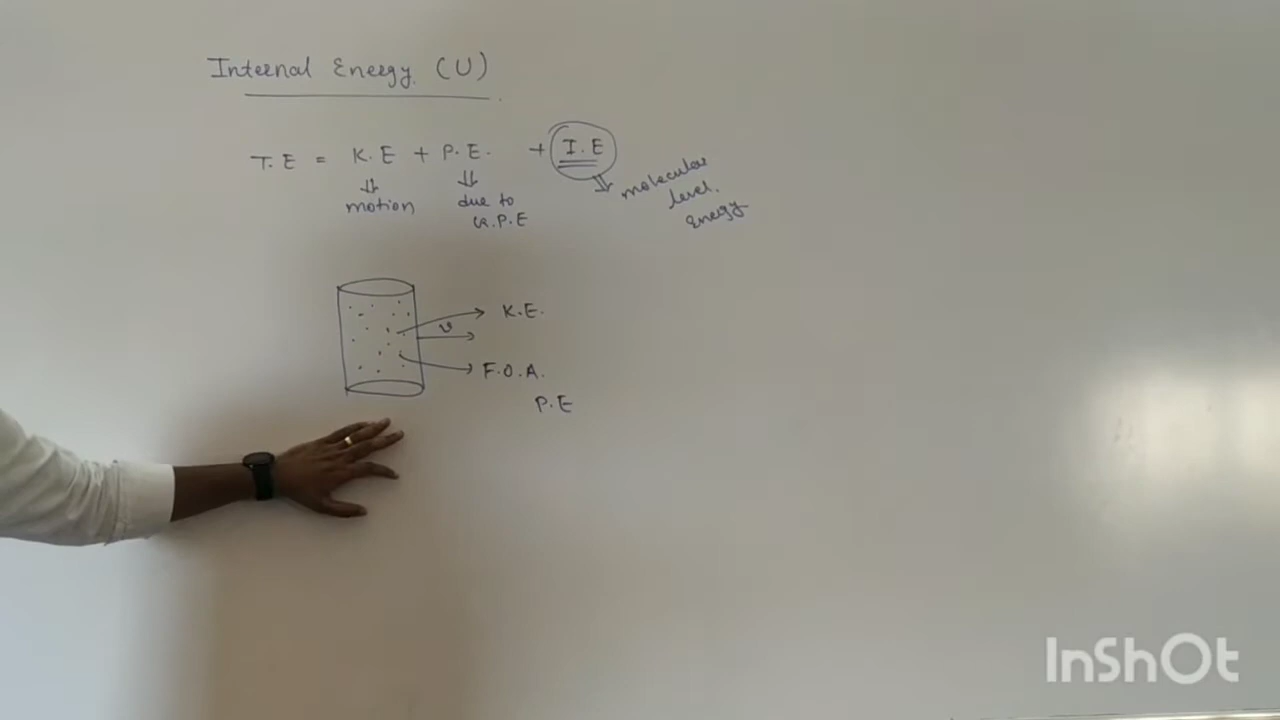 Internal Energy (U)
T.E = K.E + P.E. + I.E
⇓ motion
⇓ due to
G.P.E
⇒ molecular
level.
energy
K.E.
v
F.O.A.
P.E
InShOt